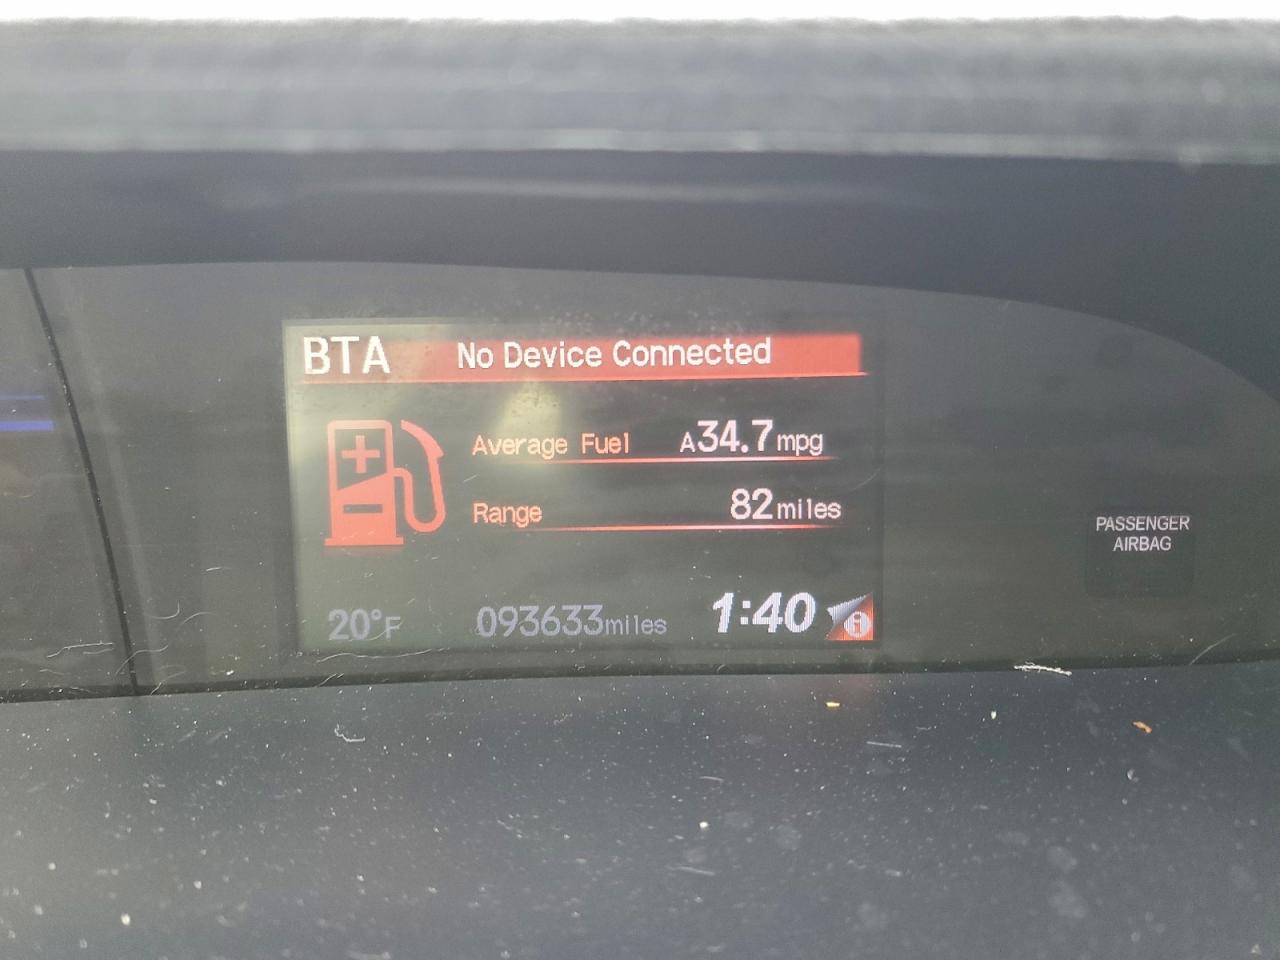 BTA No Device Connected
Average Fuel A34.7mpg
Range 82miles
20°F 093633miles 1:40 i
PASSENGER
AIRBAG